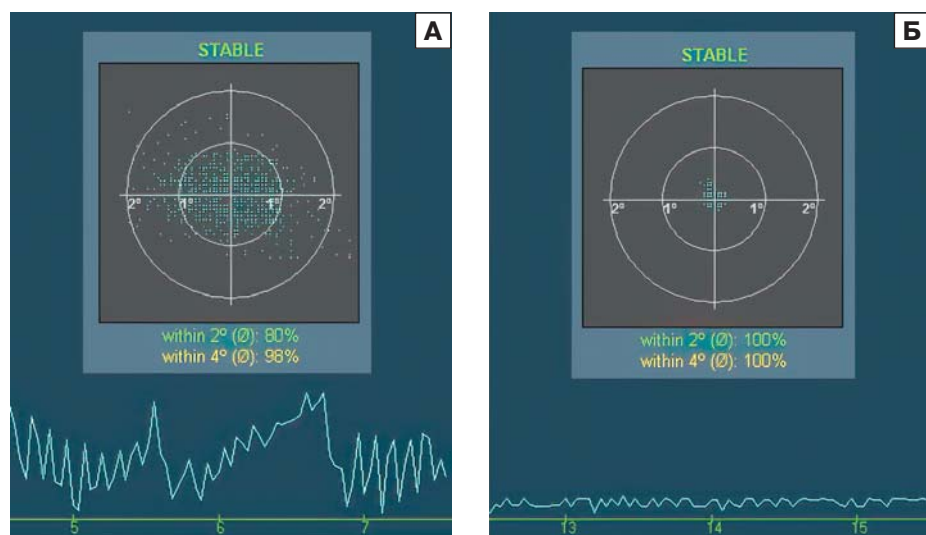 А
STABLE
2° 1° 1° 2°
within 2° (Ø): 80%
within 4° (Ø): 98%
5 6 7
Б
STABLE
2° 1° 1° 2°
within 2° (Ø): 100%
within 4° (Ø): 100%
13 14 15